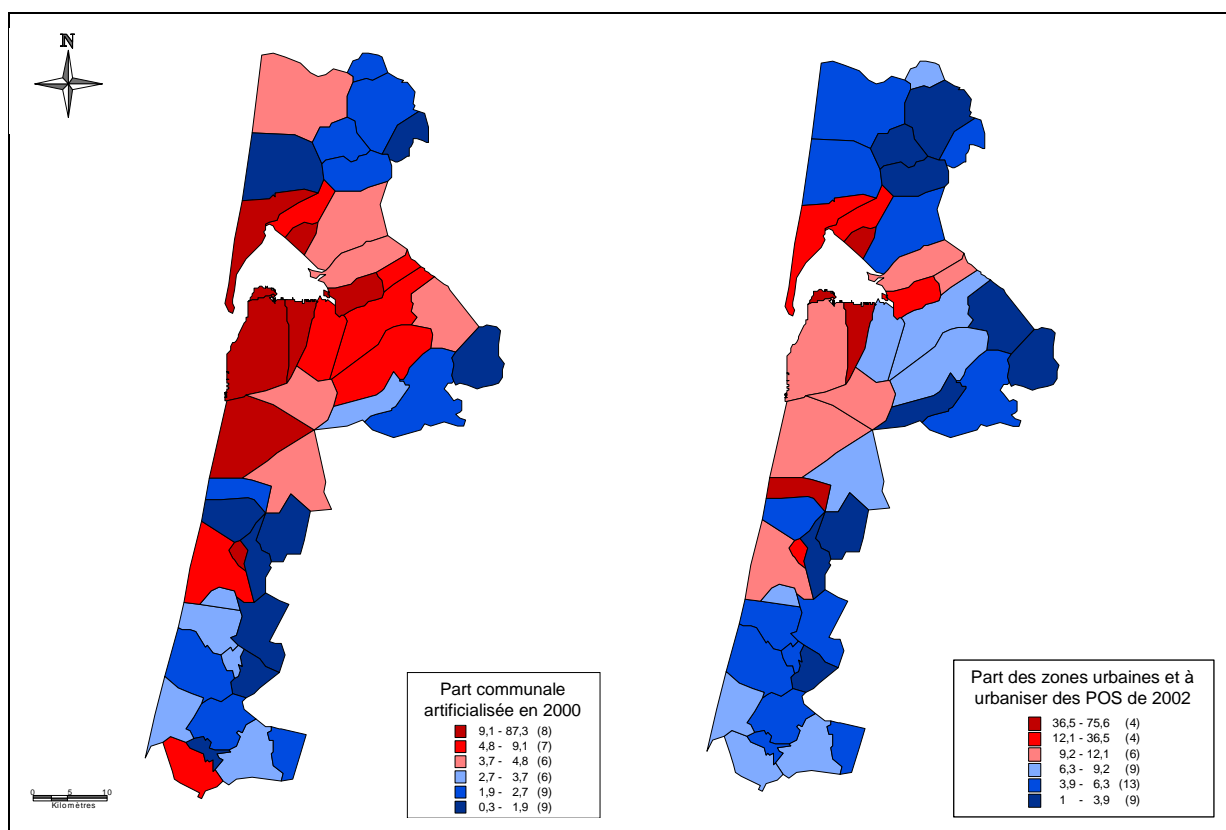 N
Part communale
artificialisée en 2000
9,1 - 87,3 (8)
4,8 - 9,1 (7)
3,7 - 4,8 (6)
2,7 - 3,7 (6)
1,9 - 2,7 (9)
0,3 - 1,9 (9)
Part des zones urbaines et à
urbaniser des POS de 2002
36,5 - 75,6 (4)
12,1 - 36,5 (4)
9,2 - 12,1 (6)
6,3 - 9,2 (9)
3,9 - 6,3 (13)
1 - 3,9 (9)
0 5 10
Kilomètres